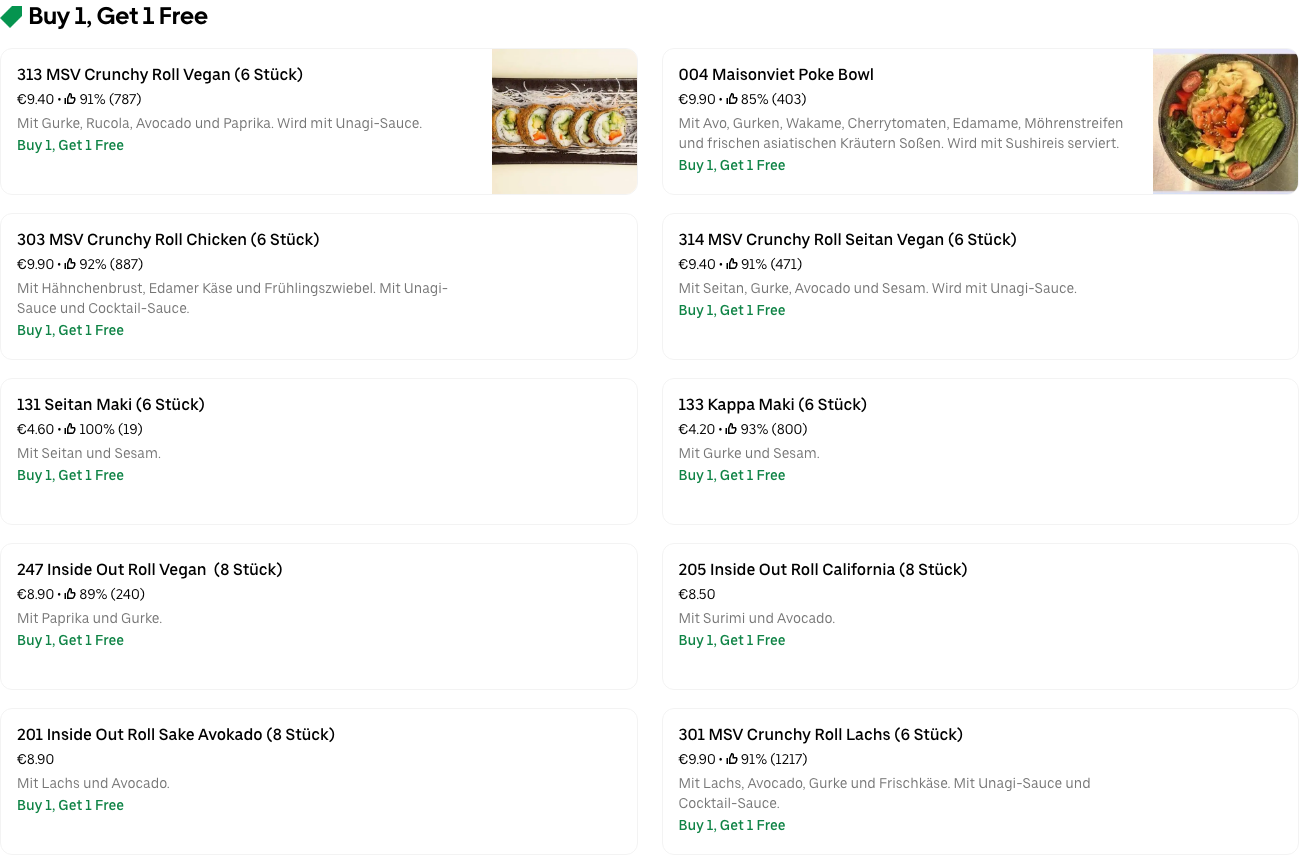 Buy 1, Get 1 Free
313 MSV Crunchy Roll Vegan (6 Stück)
€9.40 • 91% (787)
Mit Gurke, Rucola, Avocado und Paprika. Wird mit Unagi-Sauce.
Buy 1, Get 1 Free
004 Maisonviet Poke Bowl
€9.90 • 85% (403)
Mit Avo, Gurken, Wakame, Cherrytomaten, Edamame, Möhrenstreifen
und frischen asiatischen Kräutern Soßen. Wird mit Sushireis serviert.
Buy 1, Get 1 Free
303 MSV Crunchy Roll Chicken (6 Stück)
€9.90 • 92% (887)
Mit Hähnchenbrust, Edamer Käse und Frühlingszwiebel. Mit Unagi-
Sauce und Cocktail-Sauce.
Buy 1, Get 1 Free
314 MSV Crunchy Roll Seitan Vegan (6 Stück)
€9.40 • 91% (471)
Mit Seitan, Gurke, Avocado und Sesam. Wird mit Unagi-Sauce.
Buy 1, Get 1 Free
131 Seitan Maki (6 Stück)
€4.60 • 100% (19)
Mit Seitan und Sesam.
Buy 1, Get 1 Free
133 Kappa Maki (6 Stück)
€4.20 • 93% (800)
Mit Gurke und Sesam.
Buy 1, Get 1 Free
247 Inside Out Roll Vegan  (8 Stück)
€8.90 • 89% (240)
Mit Paprika und Gurke.
Buy 1, Get 1 Free
205 Inside Out Roll California (8 Stück)
€8.50
Mit Surimi und Avocado.
Buy 1, Get 1 Free
201 Inside Out Roll Sake Avokado (8 Stück)
€8.90
Mit Lachs und Avocado.
Buy 1, Get 1 Free
301 MSV Crunchy Roll Lachs (6 Stück)
€9.90 • 91% (1217)
Mit Lachs, Avocado, Gurke und Frischkäse. Mit Unagi-Sauce und
Cocktail-Sauce.
Buy 1, Get 1 Free